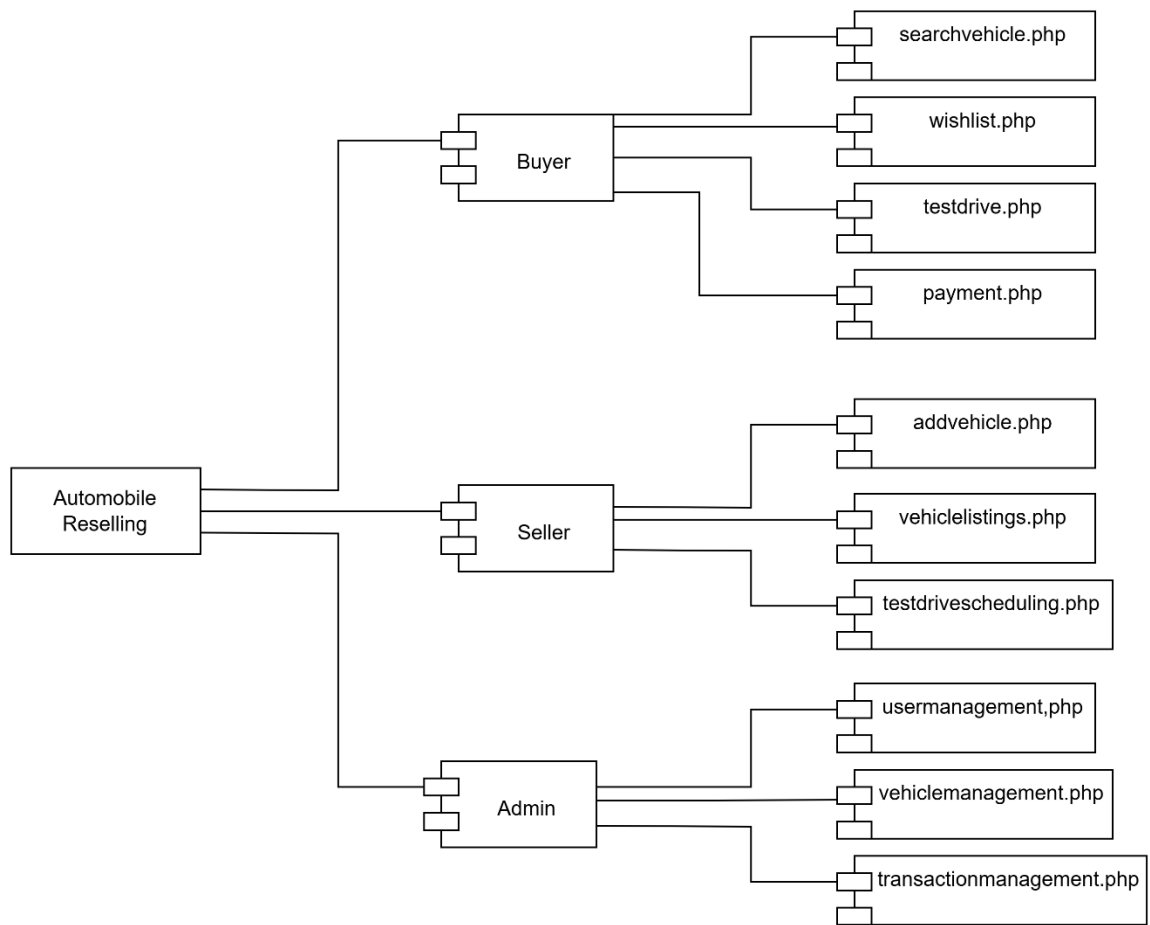 searchvehicle.php
wishlist.php
Buyer
testdrive.php
payment.php
addvehicle.php
Automobile
Reselling
Seller
vehiclelistings.php
testdrivescheduling.php
usermanagement,php
Admin
vehiclemanagement.php
transactionmanagement.php